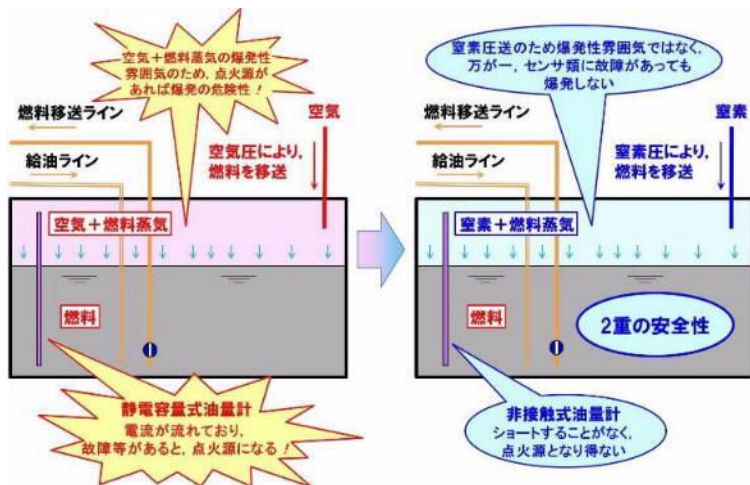 空気+燃料蒸気の爆発性
雰囲気のため,点火源が
あれば爆発の危険性!
燃料移送ライン
給油ライン
空気
空気圧により,
燃料を移送
空気+燃料蒸気
燃料
静電容量式油量計
電流が流れており,
故障等があると,点火源になる!
窒素圧送のため爆発性雰囲気ではなく,
万が一,センサ類に故障があっても
爆発しない
燃料移送ライン
給油ライン
窒素
窒素圧により,
燃料を移送
窒素+燃料蒸気
燃料
2重の安全性
非接触式油量計
ショートすることがなく,
点火源となり得ない